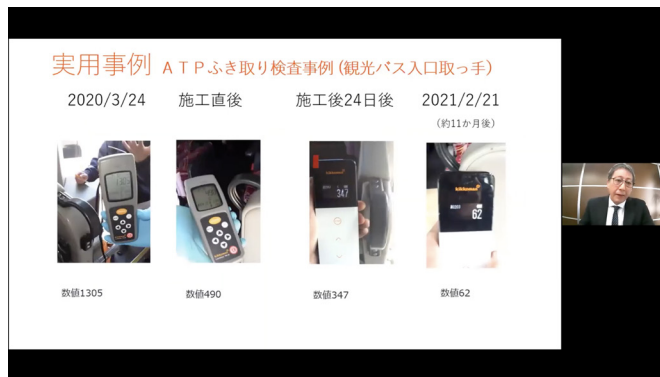 実用事例 ＡＴＰふき取り検査事例(観光バス入口取っ手)
2020/3/24 施工直後 施工後24日後 2021/2/21
(約11か月後)
347
62
数値1305 数値490 数値347 数値62